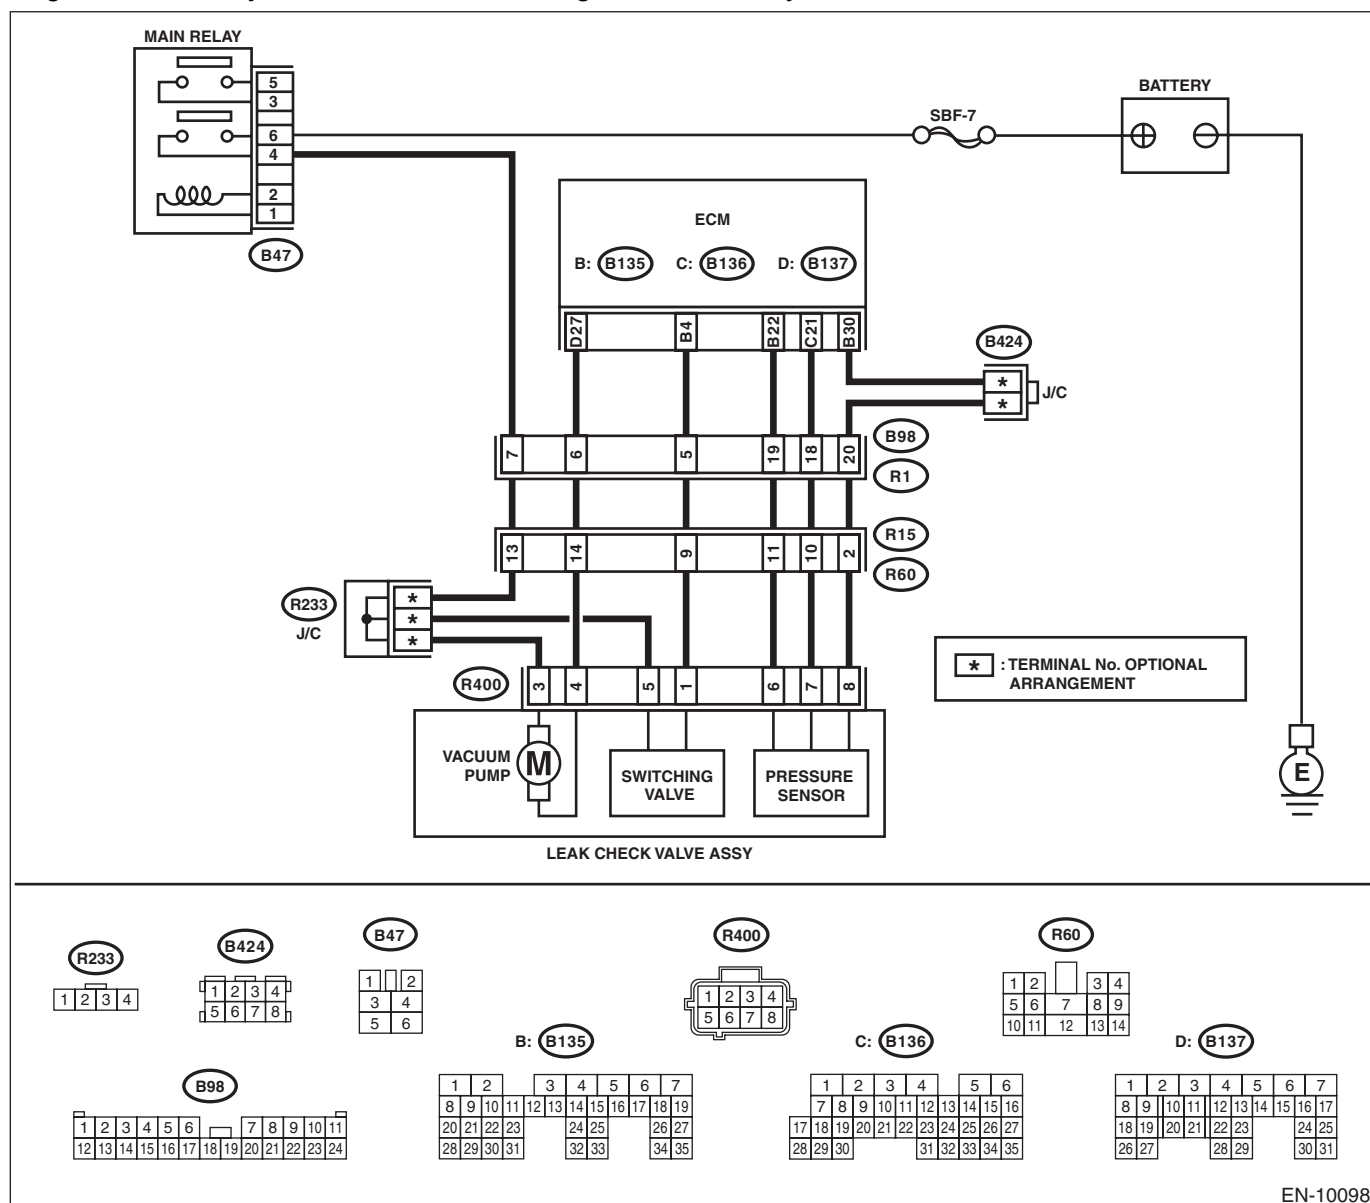 MAIN RELAY
5
3
6
4
2
1
B47
SBF-7
BATTERY
ECM
B: B135 C: B136 D: B137
D27 B4 B22 C21 B30
B424
*
*
J/C
7 6 5 19 18 20
B98
R1
13 14 9 11 10 2
R15
R60
R233
J/C
*
*
*
* : TERMINAL No. OPTIONAL
ARRANGEMENT
R400
3 4 5 1 6 7 8
VACUUM
PUMP
M
SWITCHING
VALVE
PRESSURE
SENSOR
E
LEAK CHECK VALVE ASSY
R233
1 2 3 4
B424
1 2 3 4
5 6 7 8
B47
1 2
3 4
5 6
R400
1 2 3 4
5 6 7 8
R60
1 2 3 4
5 6 7 8 9
10 11 12 13 14
B98
1 2 3 4 5 6 7 8 9 10 11
12 13 14 15 16 17 18 19 20 21 22 23 24
B: B135
1 2 3 4 5 6 7
8 9 10 11 12 13 14 15 16 17 18 19
20 21 22 23 24 25 26 27
28 29 30 31 32 33 34 35
C: B136
1 2 3 4 5 6
7 8 9 10 11 12 13 14 15 16
17 18 19 20 21 22 23 24 25 26 27
28 29 30 31 32 33 34 35
D: B137
1 2 3 4 5 6 7
8 9 10 11 12 13 14 15 16 17
18 19 20 21 22 23 24 25
26 27 28 29 30 31
EN-10098